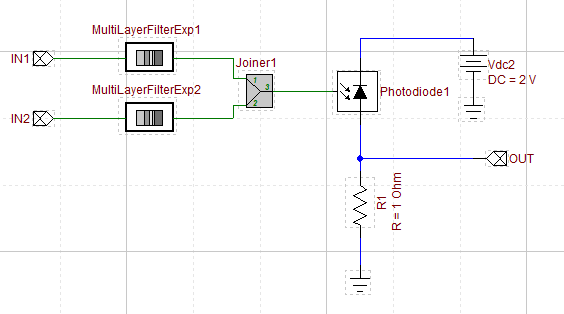 MultiLayerFilterExp1
IN1
Joiner1
1
2
3
MultiLayerFilterExp2
IN2
Photodiode1
Vdc2
DC = 2 V
OUT
R1
R = 1 Ohm